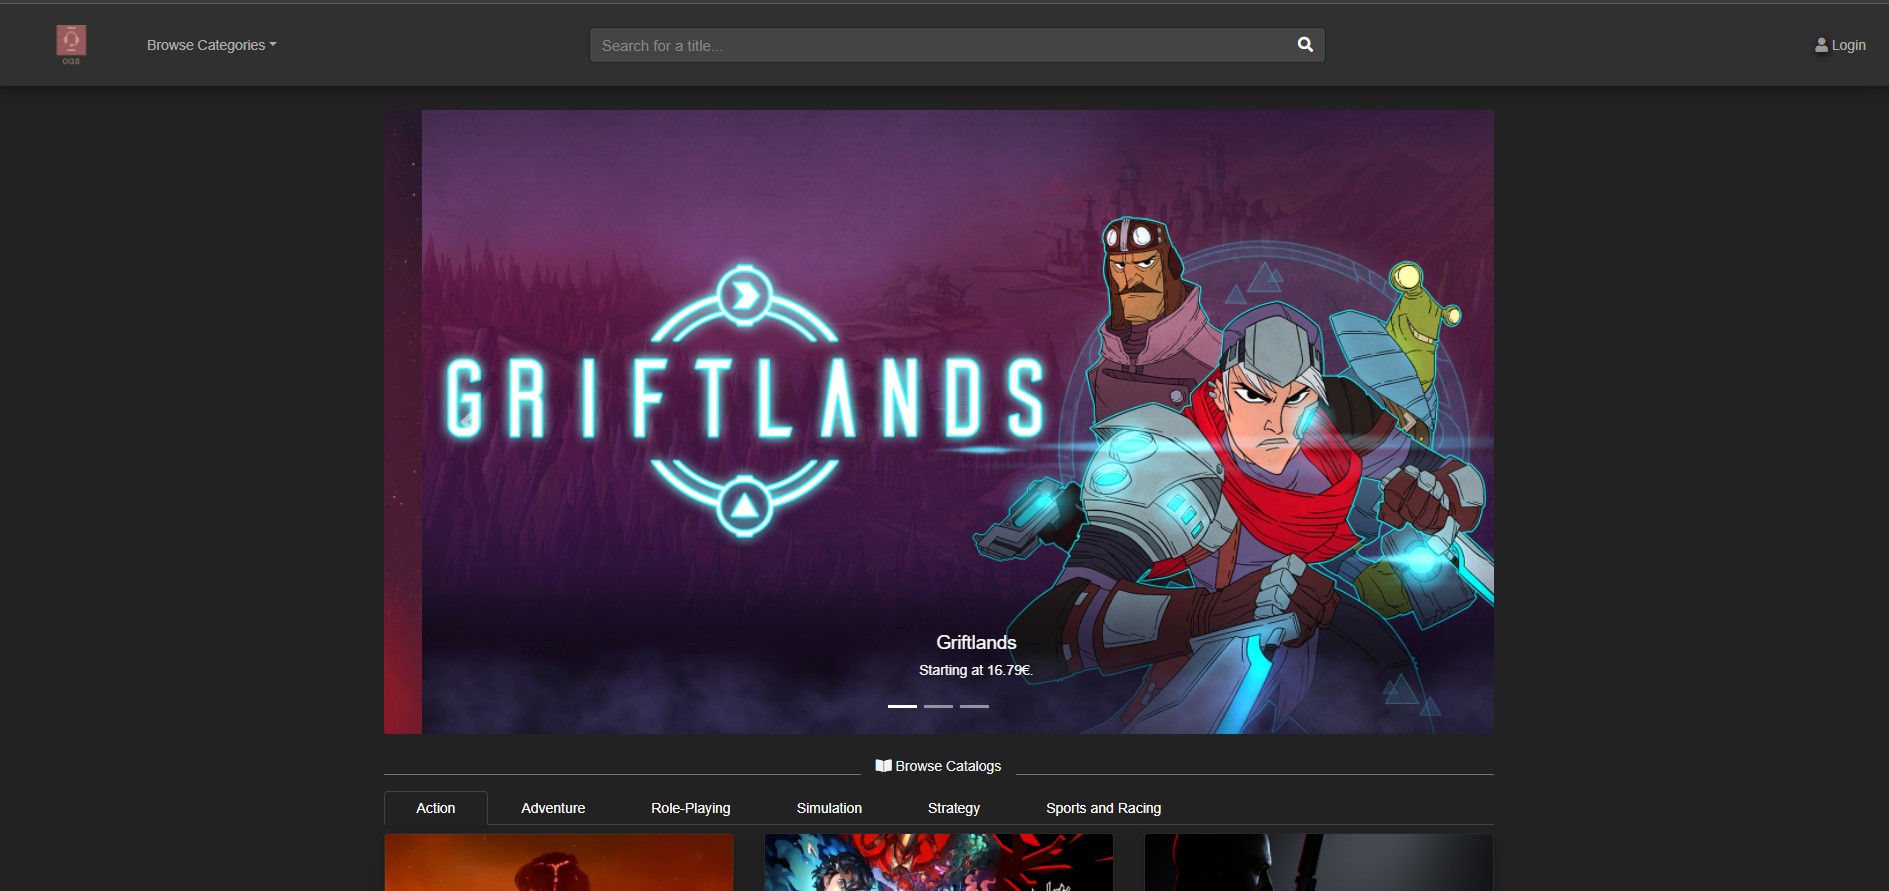 OGS
Browse Categories
Search for a title...
Login
GRIFTLANDS
Griftlands
Starting at 16.79€.
Browse Catalogs
Action
Adventure
Role-Playing
Simulation
Strategy
Sports and Racing